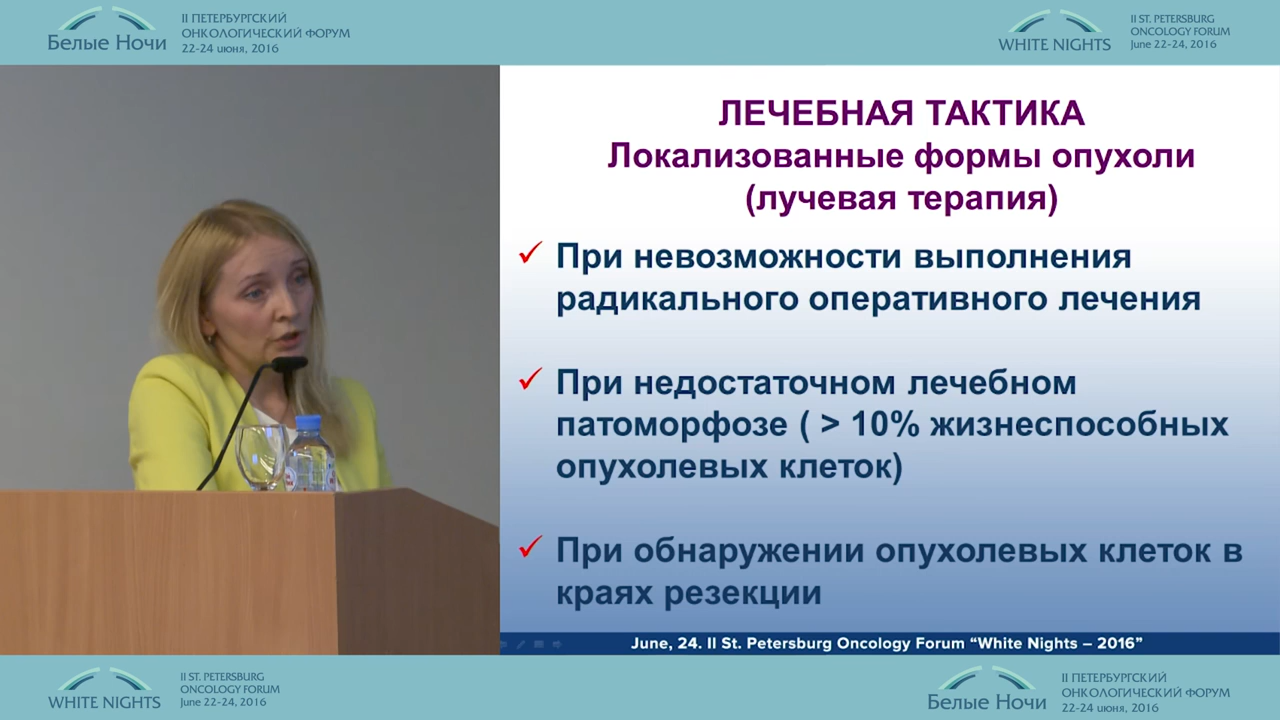 Белые Ночи
II ПЕТЕРБУРГСКИЙ
ОНКОЛОГИЧЕСКИЙ ФОРУМ
22-24 июня, 2016
WHITE NIGHTS
II ST. PETERSBURG
ONCOLOGY FORUM
June 22-24, 2016
ЛЕЧЕБНАЯ ТАКТИКА
Локализованные формы опухоли
(лучевая терапия)
При невозможности выполнения
радикального оперативного лечения
При недостаточном лечебном
патоморфозе ( > 10% жизнеспособных
опухолевых клеток)
При обнаружении опухолевых клеток в
краях резекции
June, 24. II St. Petersburg Oncology Forum “White Nights – 2016”
WHITE NIGHTS
II ST. PETERSBURG
ONCOLOGY FORUM
June 22-24, 2016
Белые Ночи
II ПЕТЕРБУРГСКИЙ
ОНКОЛОГИЧЕСКИЙ ФОРУМ
22-24 июня, 2016